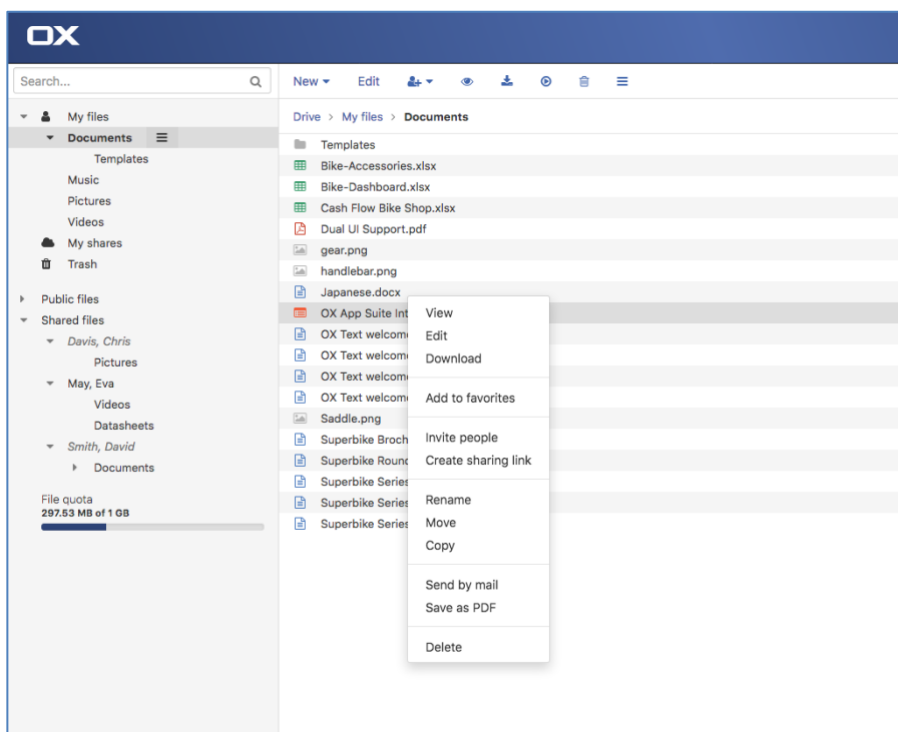 OX
Search...
New Edit
My files
Documents
Templates
Music
Pictures
Videos
My shares
Trash
Public files
Shared files
Davis, Chris
Pictures
May, Eva
Videos
Datasheets
Smith, David
Documents
File quota
297.53 MB of 1 GB
Drive > My files > Documents
Templates
Bike-Accessories.xlsx
Bike-Dashboard.xlsx
Cash Flow Bike Shop.xlsx
Dual UI Support.pdf
gear.png
handlebar.png
Japanese.docx
OX App Suite Int
OX Text welcom
OX Text welcom
OX Text welcom
OX Text welcom
Saddle.png
Superbike Broch
Superbike Roun
Superbike Series
Superbike Series
Superbike Series
View
Edit
Download
Add to favorites
Invite people
Create sharing link
Rename
Move
Copy
Send by mail
Save as PDF
Delete